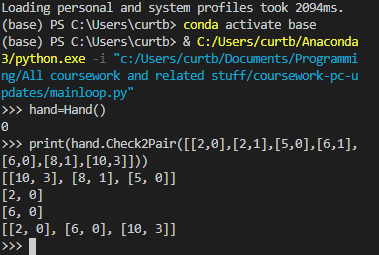 Loading personal and system profiles took 2094ms.
(base) PS C:\Users\curtb> conda activate base
(base) PS C:\Users\curtb> & C:/Users/curtb/Anaconda
3/python.exe -i "c:/Users/curtb/Documents/Programmi
ng/All coursework and related stuff/coursework-pc-u
pdates/mainloop.py"
>>> hand=Hand()
0
>>> print(hand.Check2Pair([[2,0],[2,1],[5,0],[6,1],
[6,0],[8,1],[10,3]]))
[[10, 3], [8, 1], [5, 0]]
[2, 0]
[6, 0]
[[2, 0], [6, 0], [10, 3]]
>>>